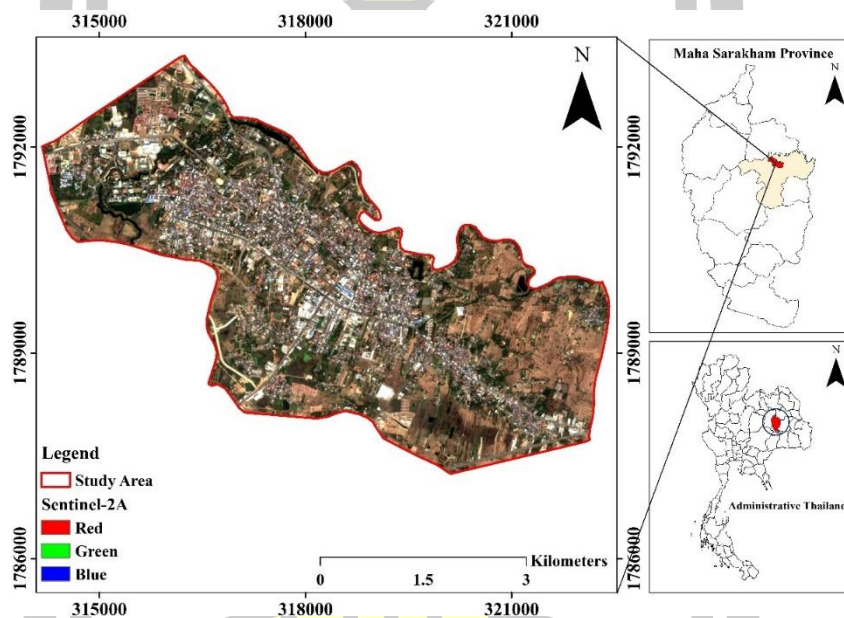 315000 318000 321000
N
1792000 1792000
1789000 1789000
1786000 1786000
Legend
Study Area
Sentinel-2A
Red
Green
Blue
Kilometers
0 1.5 3
315000 318000 321000
Maha Sarakham Province
N
N
Administrative Thailand